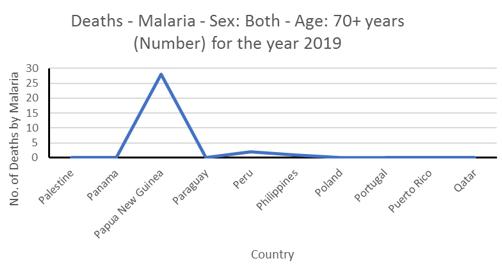 Deaths - Malaria - Sex: Both - Age: 70+ years
(Number) for the year 2019
No. of Deaths by Malaria
30
25
20
15
10
5
0
Palestine
Panama
Papua New Guinea
Paraguay
Peru
Philippines
Poland
Portugal
Puerto Rico
Qatar
Country